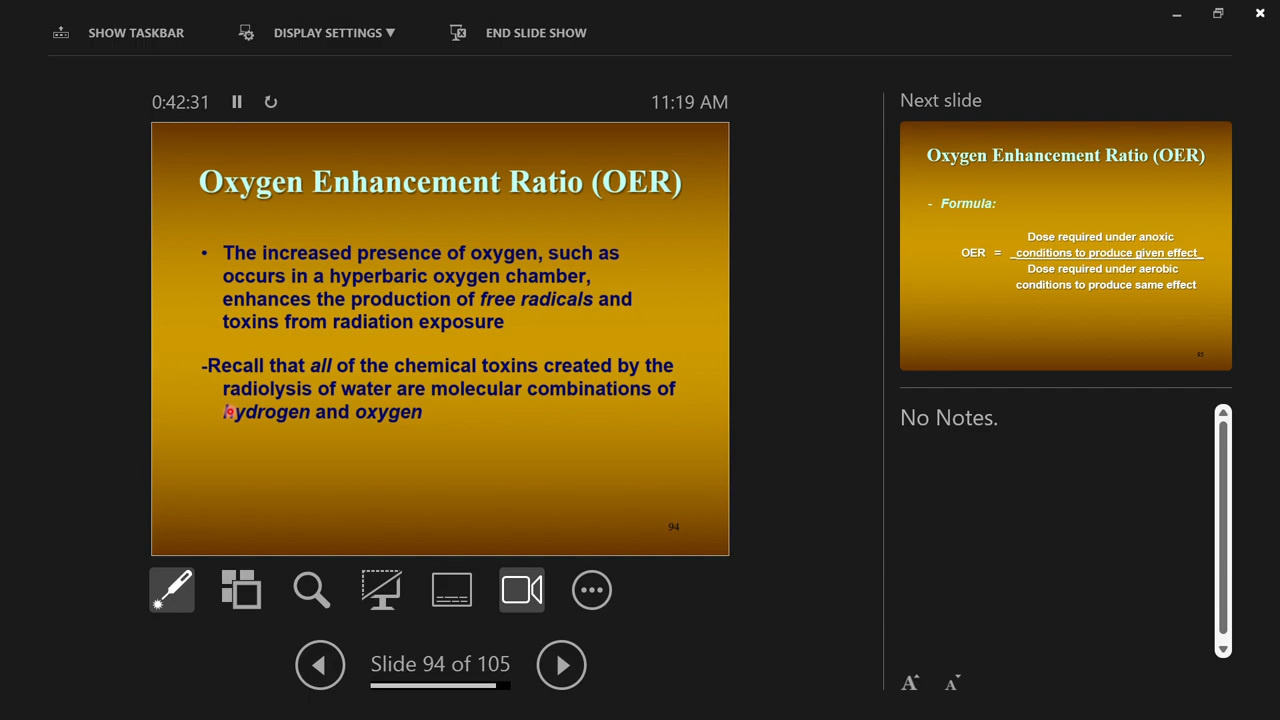 SHOW TASKBAR
DISPLAY SETTINGS ▼
END SLIDE SHOW
0:42:31
11:19 AM
Oxygen Enhancement Ratio (OER)
• The increased presence of oxygen, such as
occurs in a hyperbaric oxygen chamber,
enhances the production of free radicals and
toxins from radiation exposure
-Recall that all of the chemical toxins created by the
radiolysis of water are molecular combinations of
hydrogen and oxygen
94
Slide 94 of 105
Next slide
Oxygen Enhancement Ratio (OER)
- Formula:
Dose required under anoxic
OER = conditions to produce given effect
Dose required under aerobic
conditions to produce same effect
95
No Notes.
A A